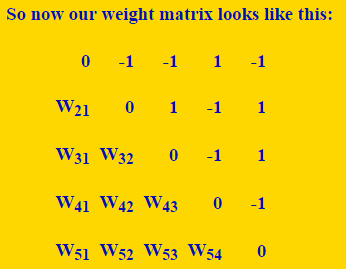 So now our weight matrix looks like this:
0 -1 -1 1 -1
W21 0 1 -1 1
W31 W32 0 -1 1
W41 W42 W43 0 -1
W51 W52 W53 W54 0